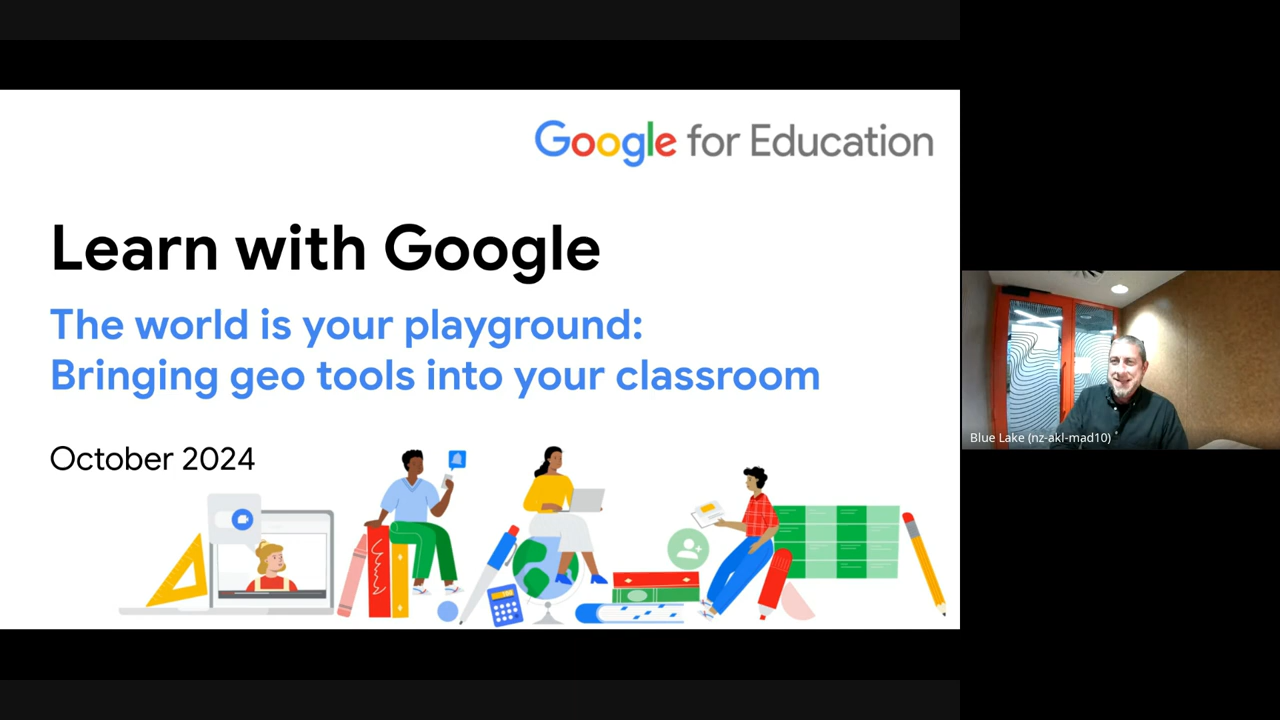 Google for Education
Learn with Google
The world is your playground:
Bringing geo tools into your classroom
October 2024
Blue Lake (nz-akl-mad10)